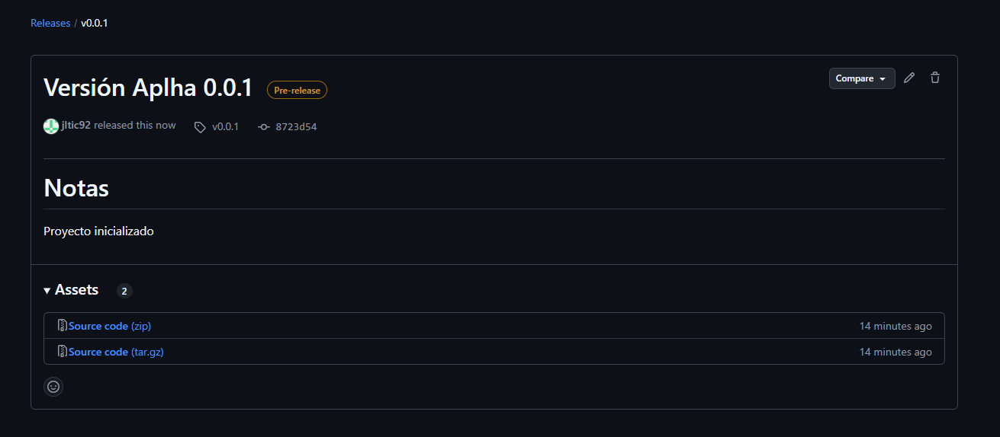 Releases / v0.0.1
Versión Aplha 0.0.1 Pre-release Compare
jltic92 released this now v0.0.1 8723d54
Notas
Proyecto inicializado
Assets 2
Source code (zip) 14 minutes ago
Source code (tar.gz) 14 minutes ago